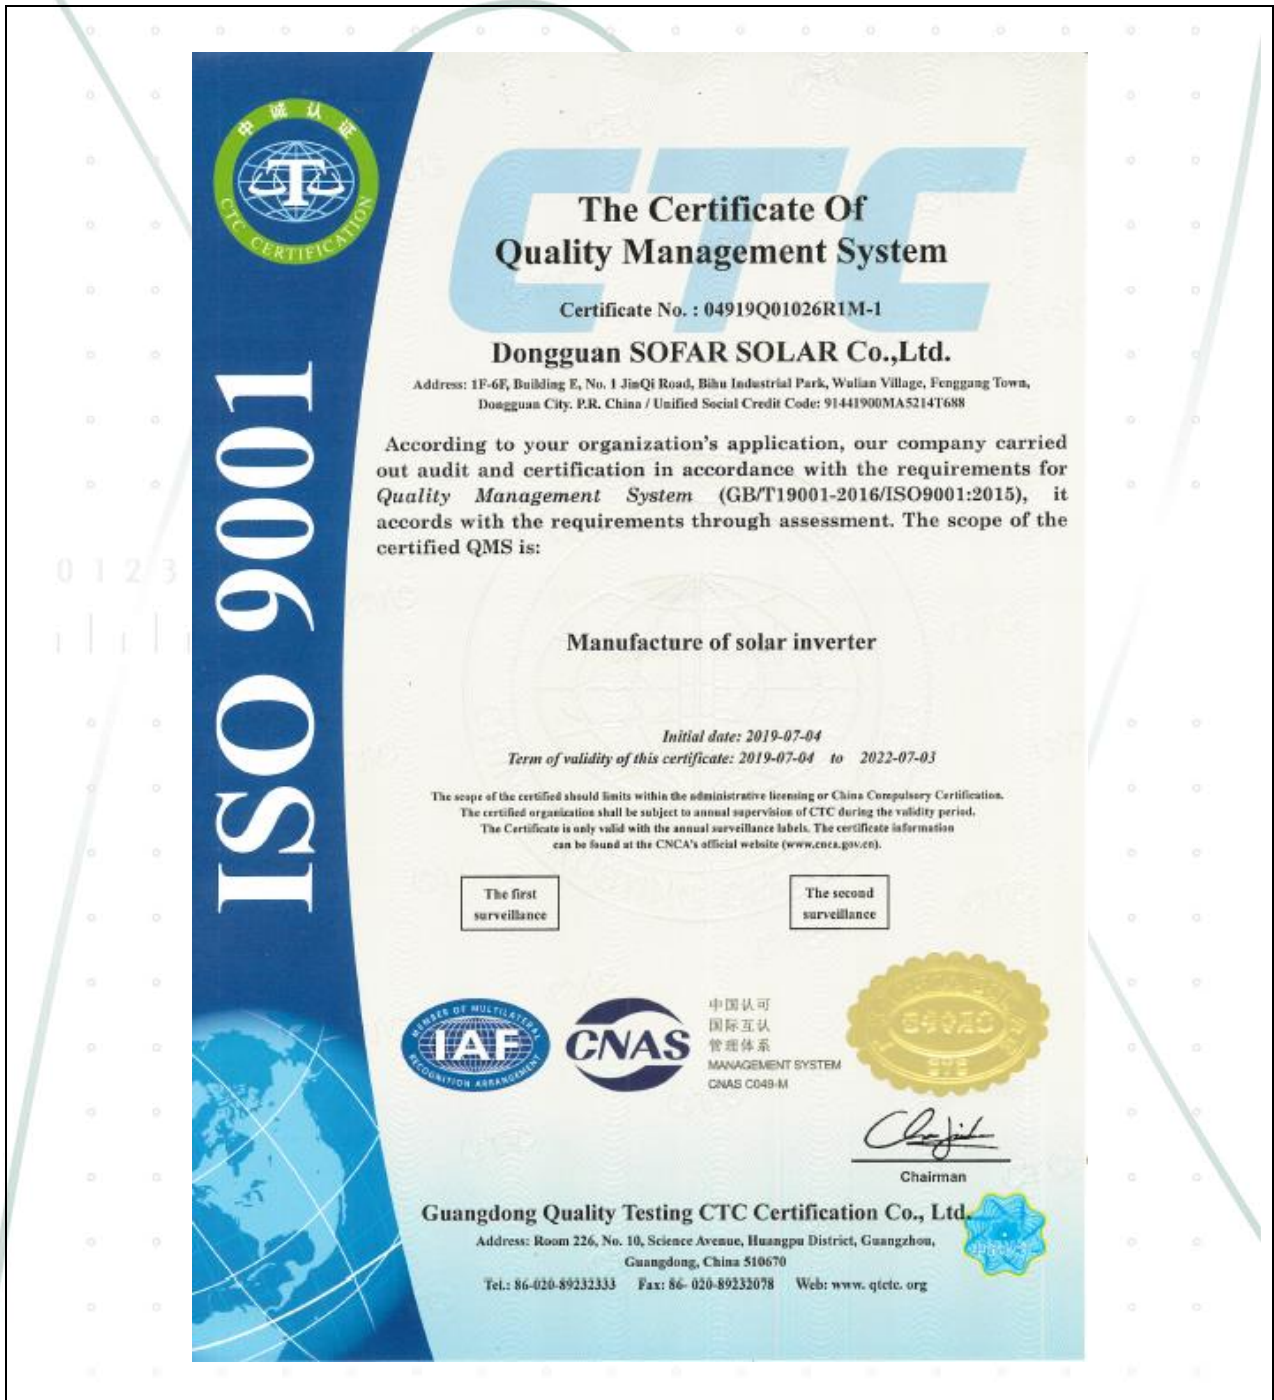 0 1 2 3
中诚认证
CTC CERTIFICATION
ISO 9001
CTC
The Certificate Of
Quality Management System
Certificate No. : 04919Q01026R1M-1
Dongguan SOFAR SOLAR Co.,Ltd.
Address: 1F-6F, Building E, No. 1 JinQi Road, Bihu Industrial Park, Wulian Village, Fenggang Town,
Dongguan City. P.R. China / Unified Social Credit Code: 91441900MA5214T688
According to your organization's application, our company carried
out audit and certification in accordance with the requirements for
Quality Management System (GB/T19001-2016/ISO9001:2015), it
accords with the requirements through assessment. The scope of the
certified QMS is:
Manufacture of solar inverter
Initial date: 2019-07-04
Term of validity of this certificate: 2019-07-04 to 2022-07-03
The scope of the certified should limits within the administrative licensing or China Compulsory Certification.
The certified organization shall be subject to annual supervision of CTC during the validity period.
The Certificate is only valid with the annual surveillance labels. The certificate information
can be found at the CNCA's official website (www.cnca.gov.cn).
The first
surveillance
The second
surveillance
MEMBER OF MULTILATERAL
IAF
RECOGNITION ARRANGEMENT
CNAS
中国认可
国际互认
管理体系
MANAGEMENT SYSTEM
CNAS C049-M
Chairman
Guangdong Quality Testing CTC Certification Co., Ltd.
Address: Room 226, No. 10, Science Avenue, Huangpu District, Guangzhou,
Guangdong, China 510670
Tel.: 86-020-89232333 Fax: 86- 020-89232078 Web: www. qtctc. org